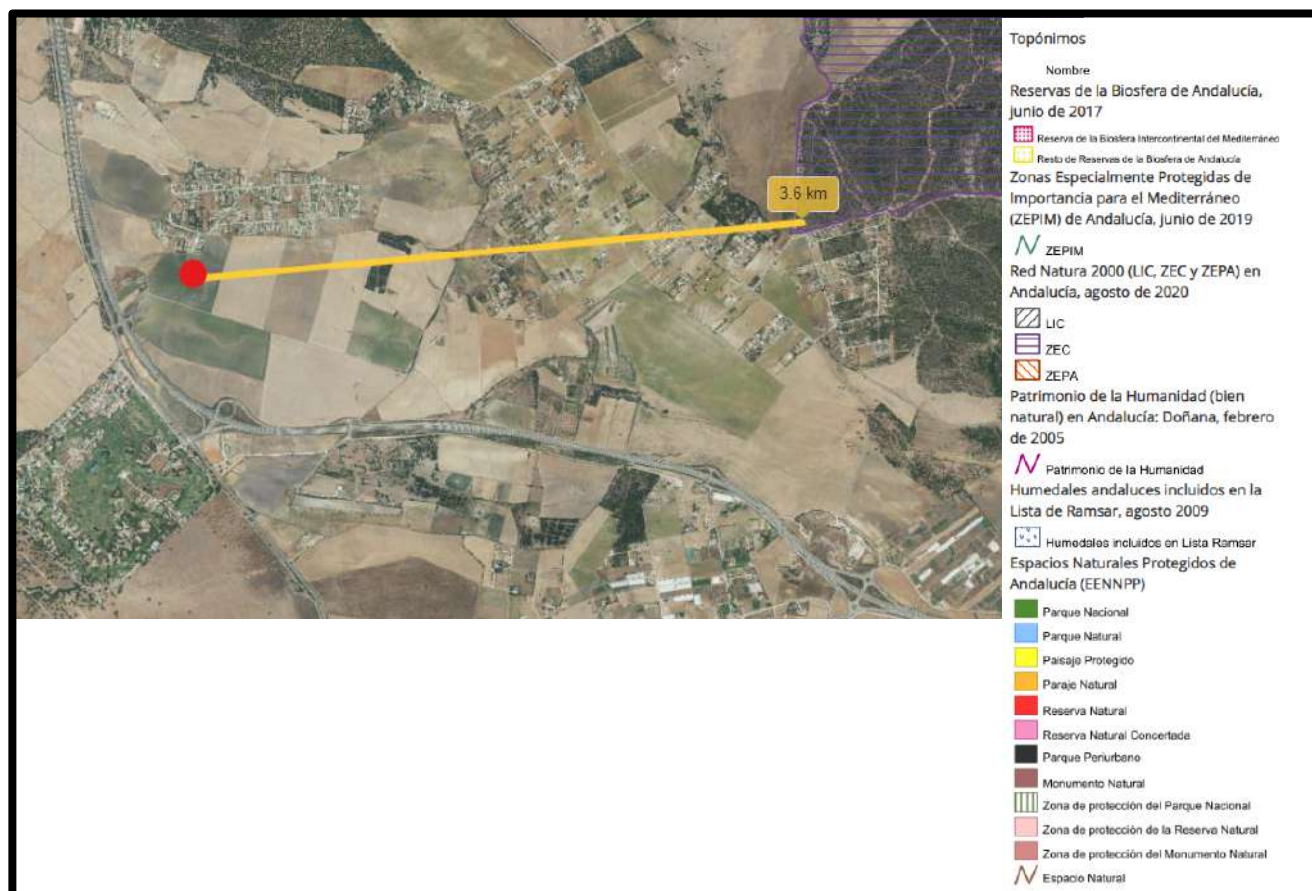 3.6 km
Topónimos
Nombre
Reservas de la Biosfera de Andalucía,
junio de 2017
Reserva de la Biosfera Intercontinental del Mediterráneo
Resto de Reservas de la Biosfera de Andalucía
Zonas Especialmente Protegidas de
Importancia para el Mediterráneo
(ZEPIM) de Andalucía, junio de 2019
ZEPIM
Red Natura 2000 (LIC, ZEC y ZEPA) en
Andalucía, agosto de 2020
LIC
ZEC
ZEPA
Patrimonio de la Humanidad (bien
natural) en Andalucía: Doñana, febrero
de 2005
Patrimonio de la Humanidad
Humedales andaluces incluidos en la
Lista de Ramsar, agosto 2009
Humedales incluidos en Lista Ramsar
Espacios Naturales Protegidos de
Andalucía (EENNPP)
Parque Nacional
Parque Natural
Paisaje Protegido
Paraje Natural
Reserva Natural
Reserva Natural Concertada
Parque Periurbano
Monumento Natural
Zona de protección del Parque Nacional
Zona de protección de la Reserva Natural
Zona de protección del Monumento Natural
Espacio Natural